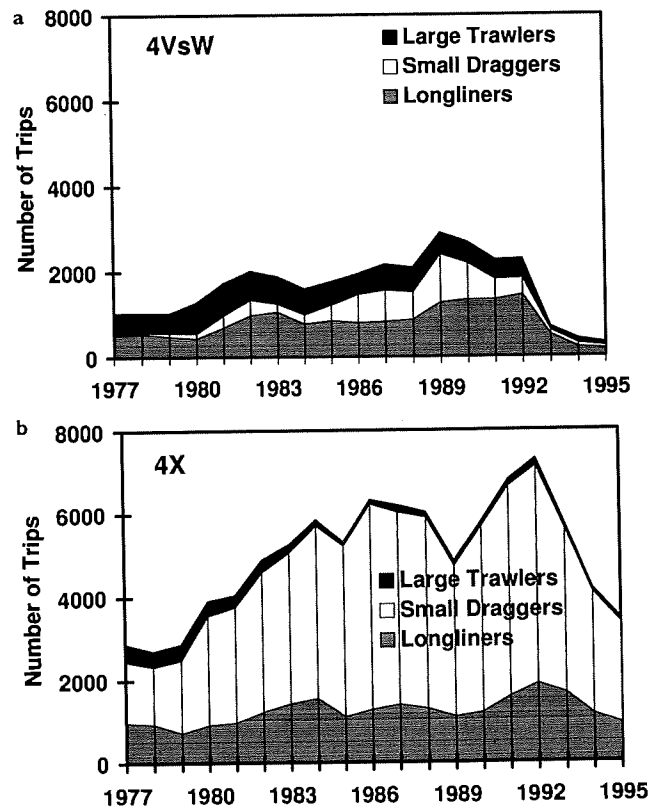 a
8000
4VsW
Large Trawlers
Small Draggers
Longliners
6000
4000
2000
0
Number of Trips
1977 1980 1983 1986 1989 1992 1995
b
8000
4X
6000
Large Trawlers
Small Draggers
Longliners
4000
2000
0
Number of Trips
1977 1980 1983 1986 1989 1992 1995